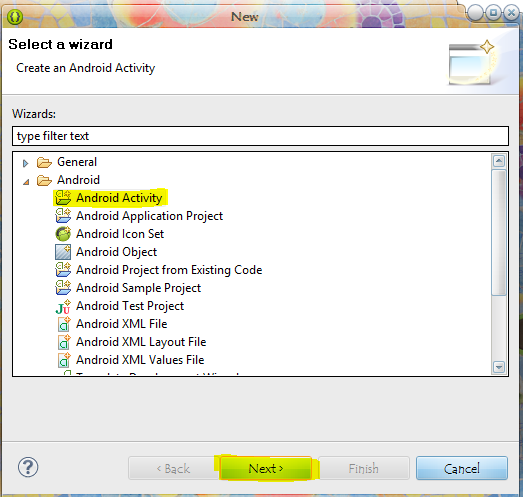 New
Select a wizard
Create an Android Activity
Wizards:
type filter text
General
Android
Android Activity
Android Application Project
Android Icon Set
Android Object
Android Project from Existing Code
Android Sample Project
Android Test Project
Android XML File
Android XML Layout File
Android XML Values File
? < Back Next > Finish Cancel